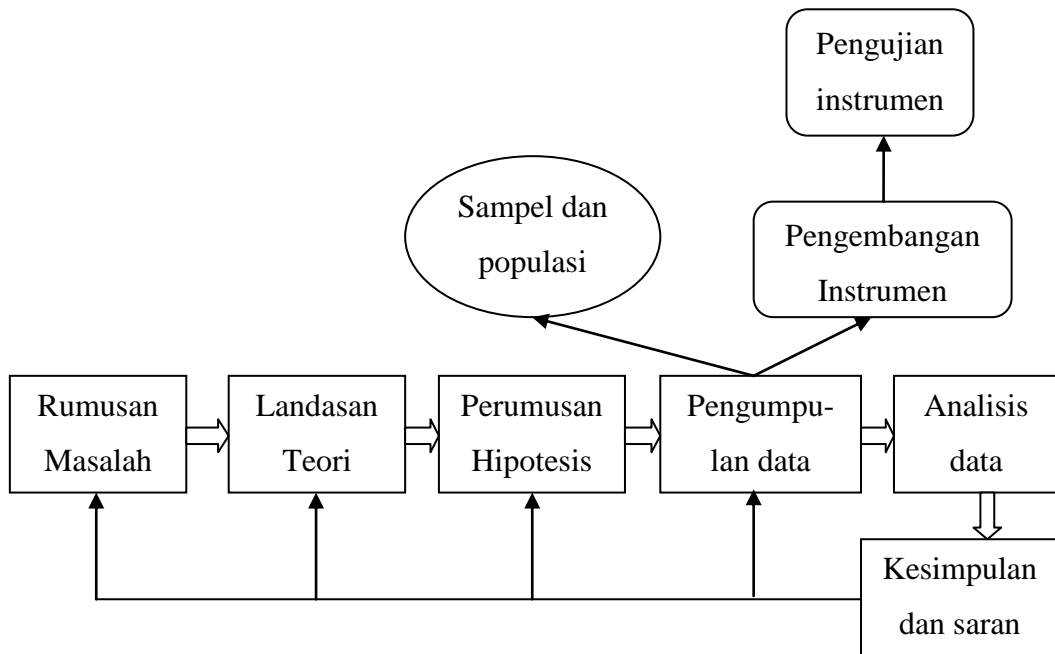 Pengujian
instrumen
Sampel dan
populasi
Pengembangan
Instrumen
Rumusan
Masalah
Landasan
Teori
Perumusan
Hipotesis
Pengumpu-
lan data
Analisis
data
Kesimpulan
dan saran